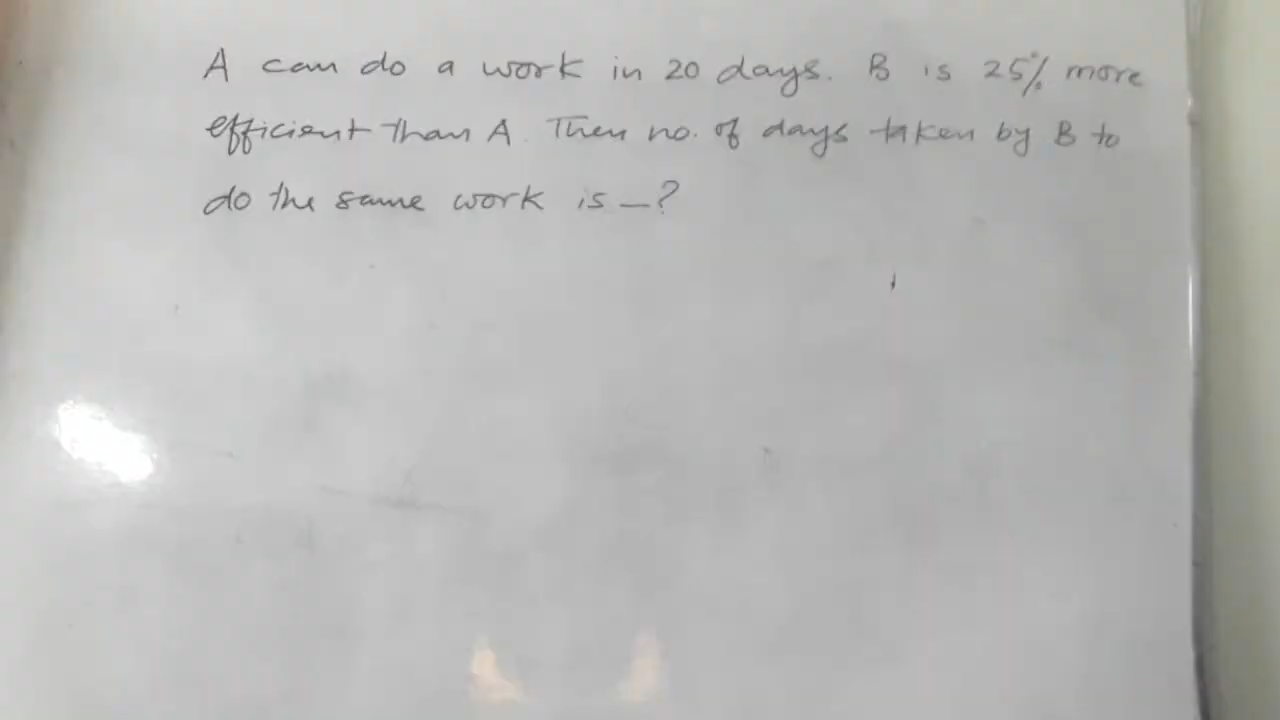 A can do a work in 20 days. B is 25% more
efficient than A. Then no. of days taken by B to
do the same work is _?